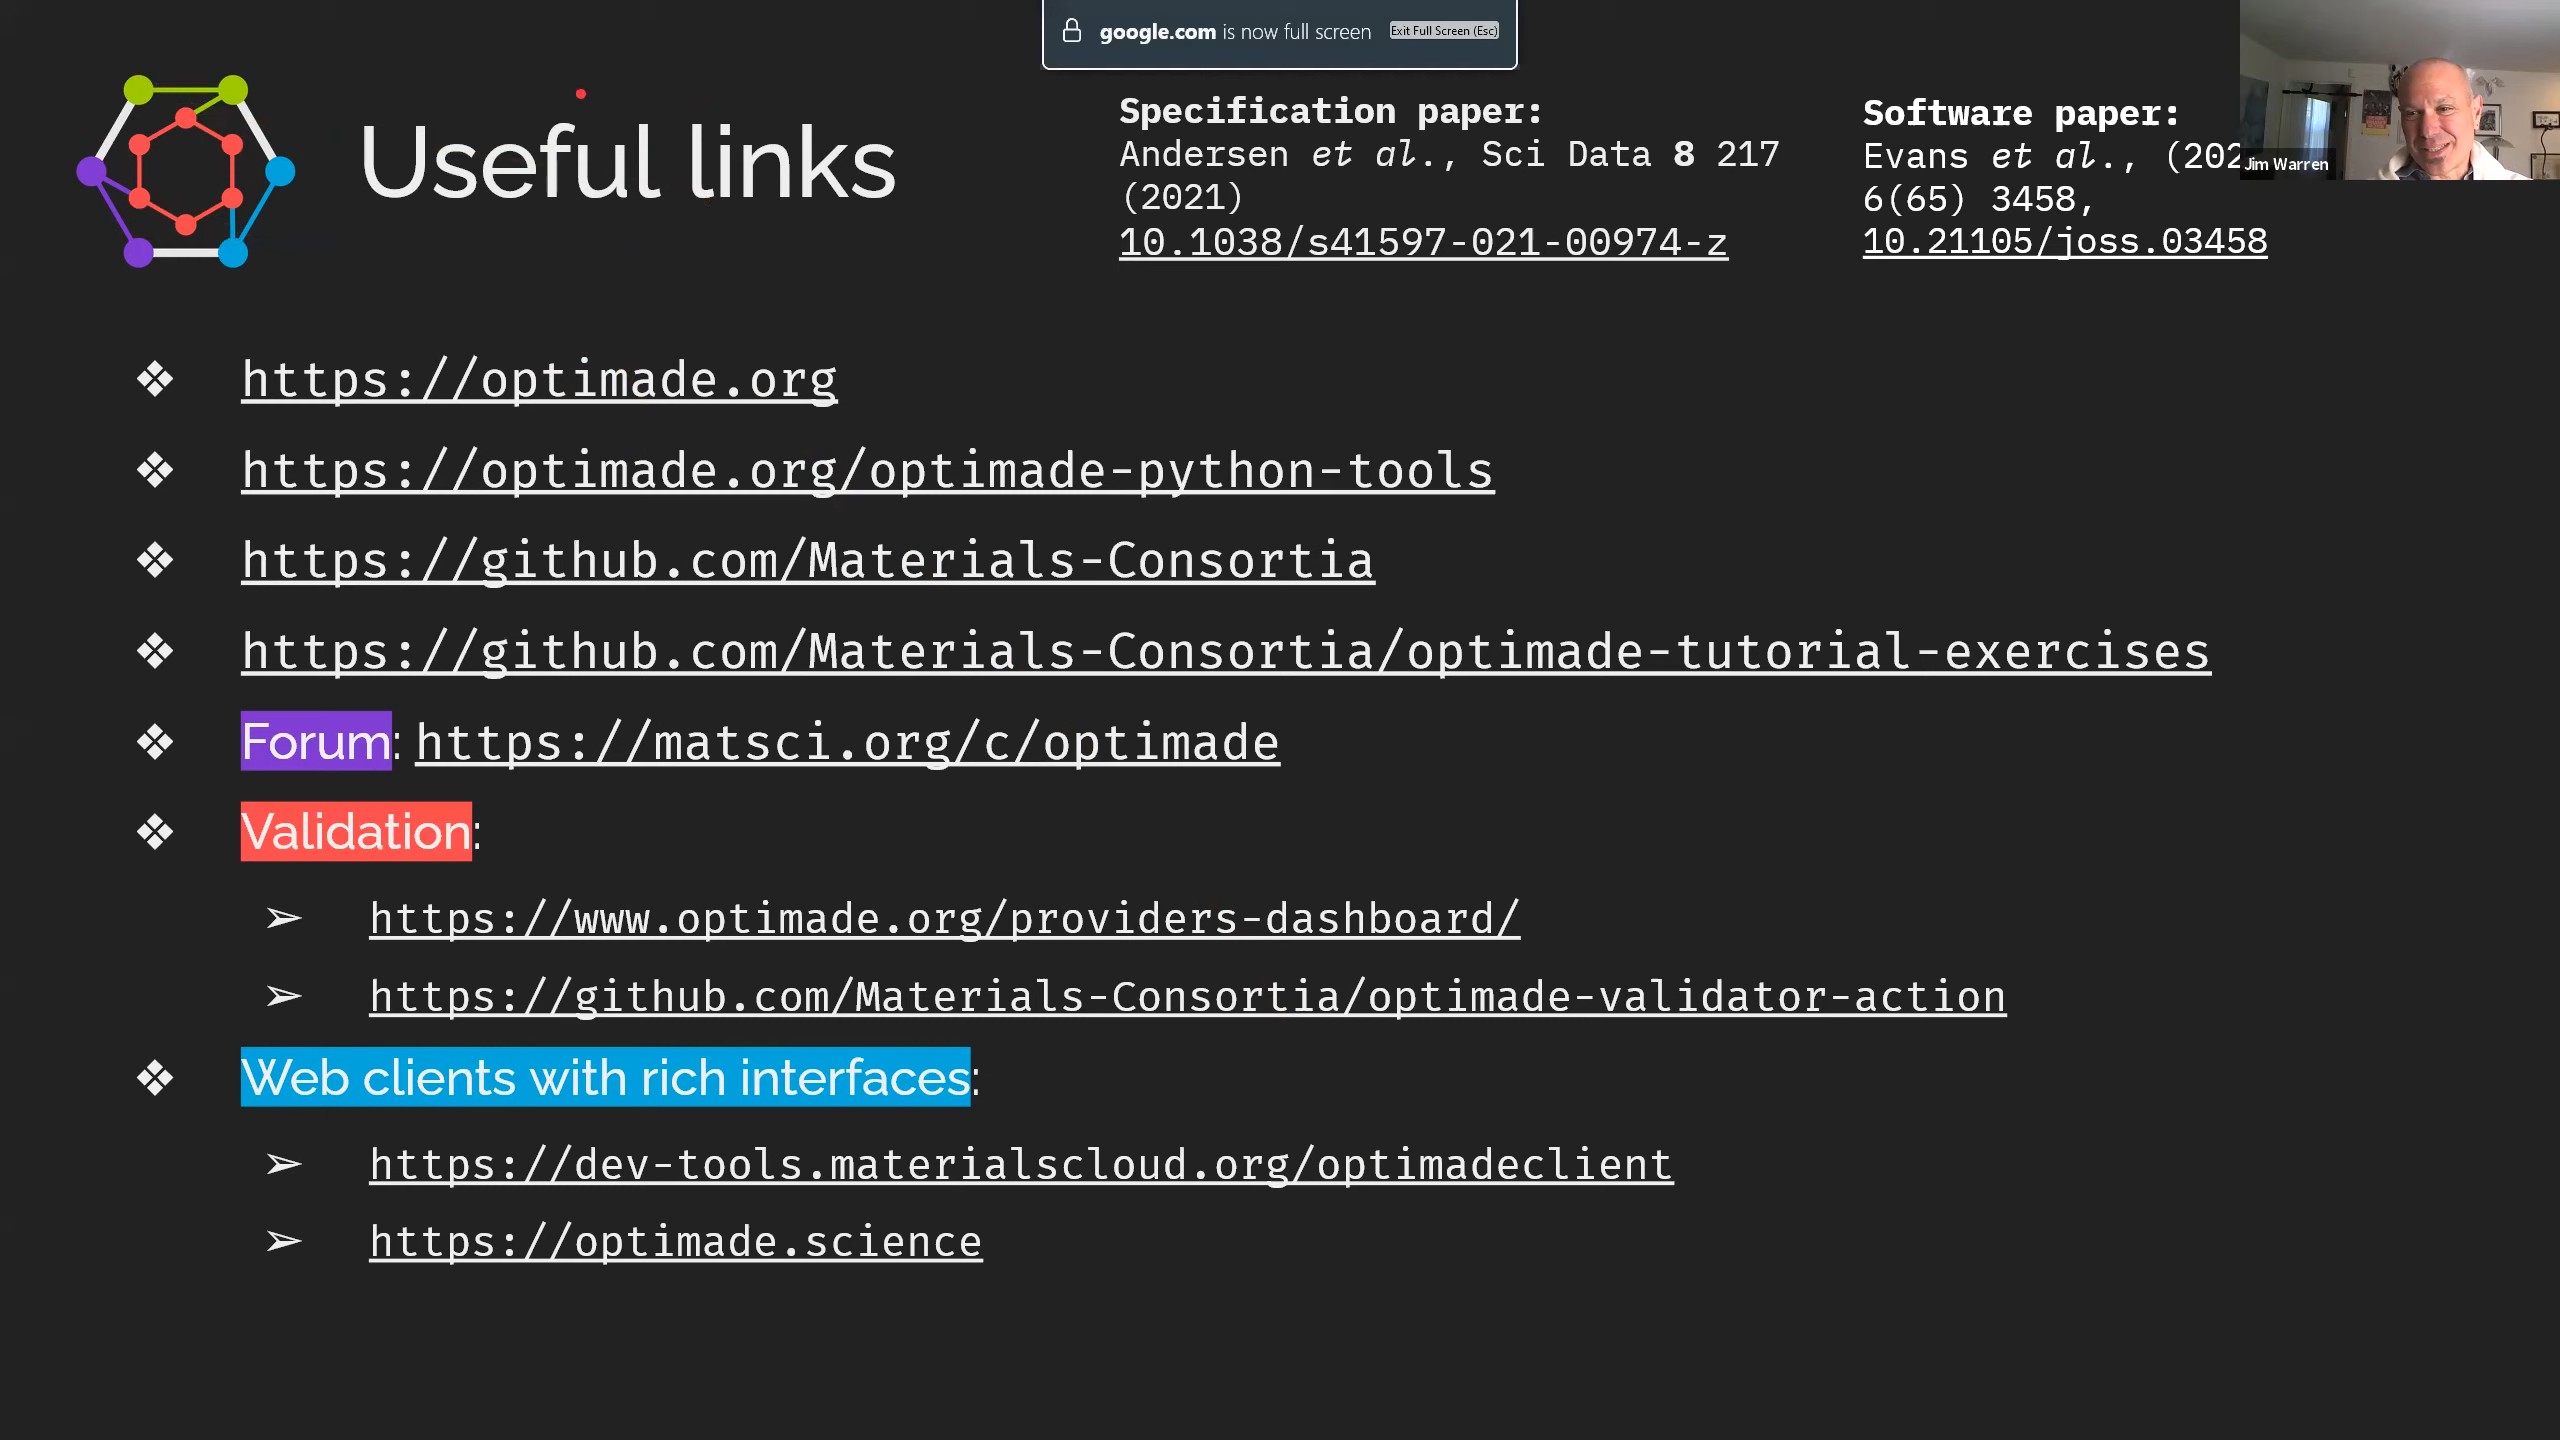 google.com is now full screen Exit Full Screen (Esc)
Useful links
Specification paper:
Andersen et al., Sci Data 8 217
(2021)
10.1038/s41597-021-00974-z
Software paper:
Evans et al., (202
6(65) 3458,
10.21105/joss.03458
Jim Warren
❖ https://optimade.org
❖ https://optimade.org/optimade-python-tools
❖ https://github.com/Materials-Consortia
❖ https://github.com/Materials-Consortia/optimade-tutorial-exercises
❖ Forum: https://matsci.org/c/optimade
❖ Validation:
➢ https://www.optimade.org/providers-dashboard/
➢ https://github.com/Materials-Consortia/optimade-validator-action
❖ Web clients with rich interfaces:
➢ https://dev-tools.materialscloud.org/optimadeclient
➢ https://optimade.science